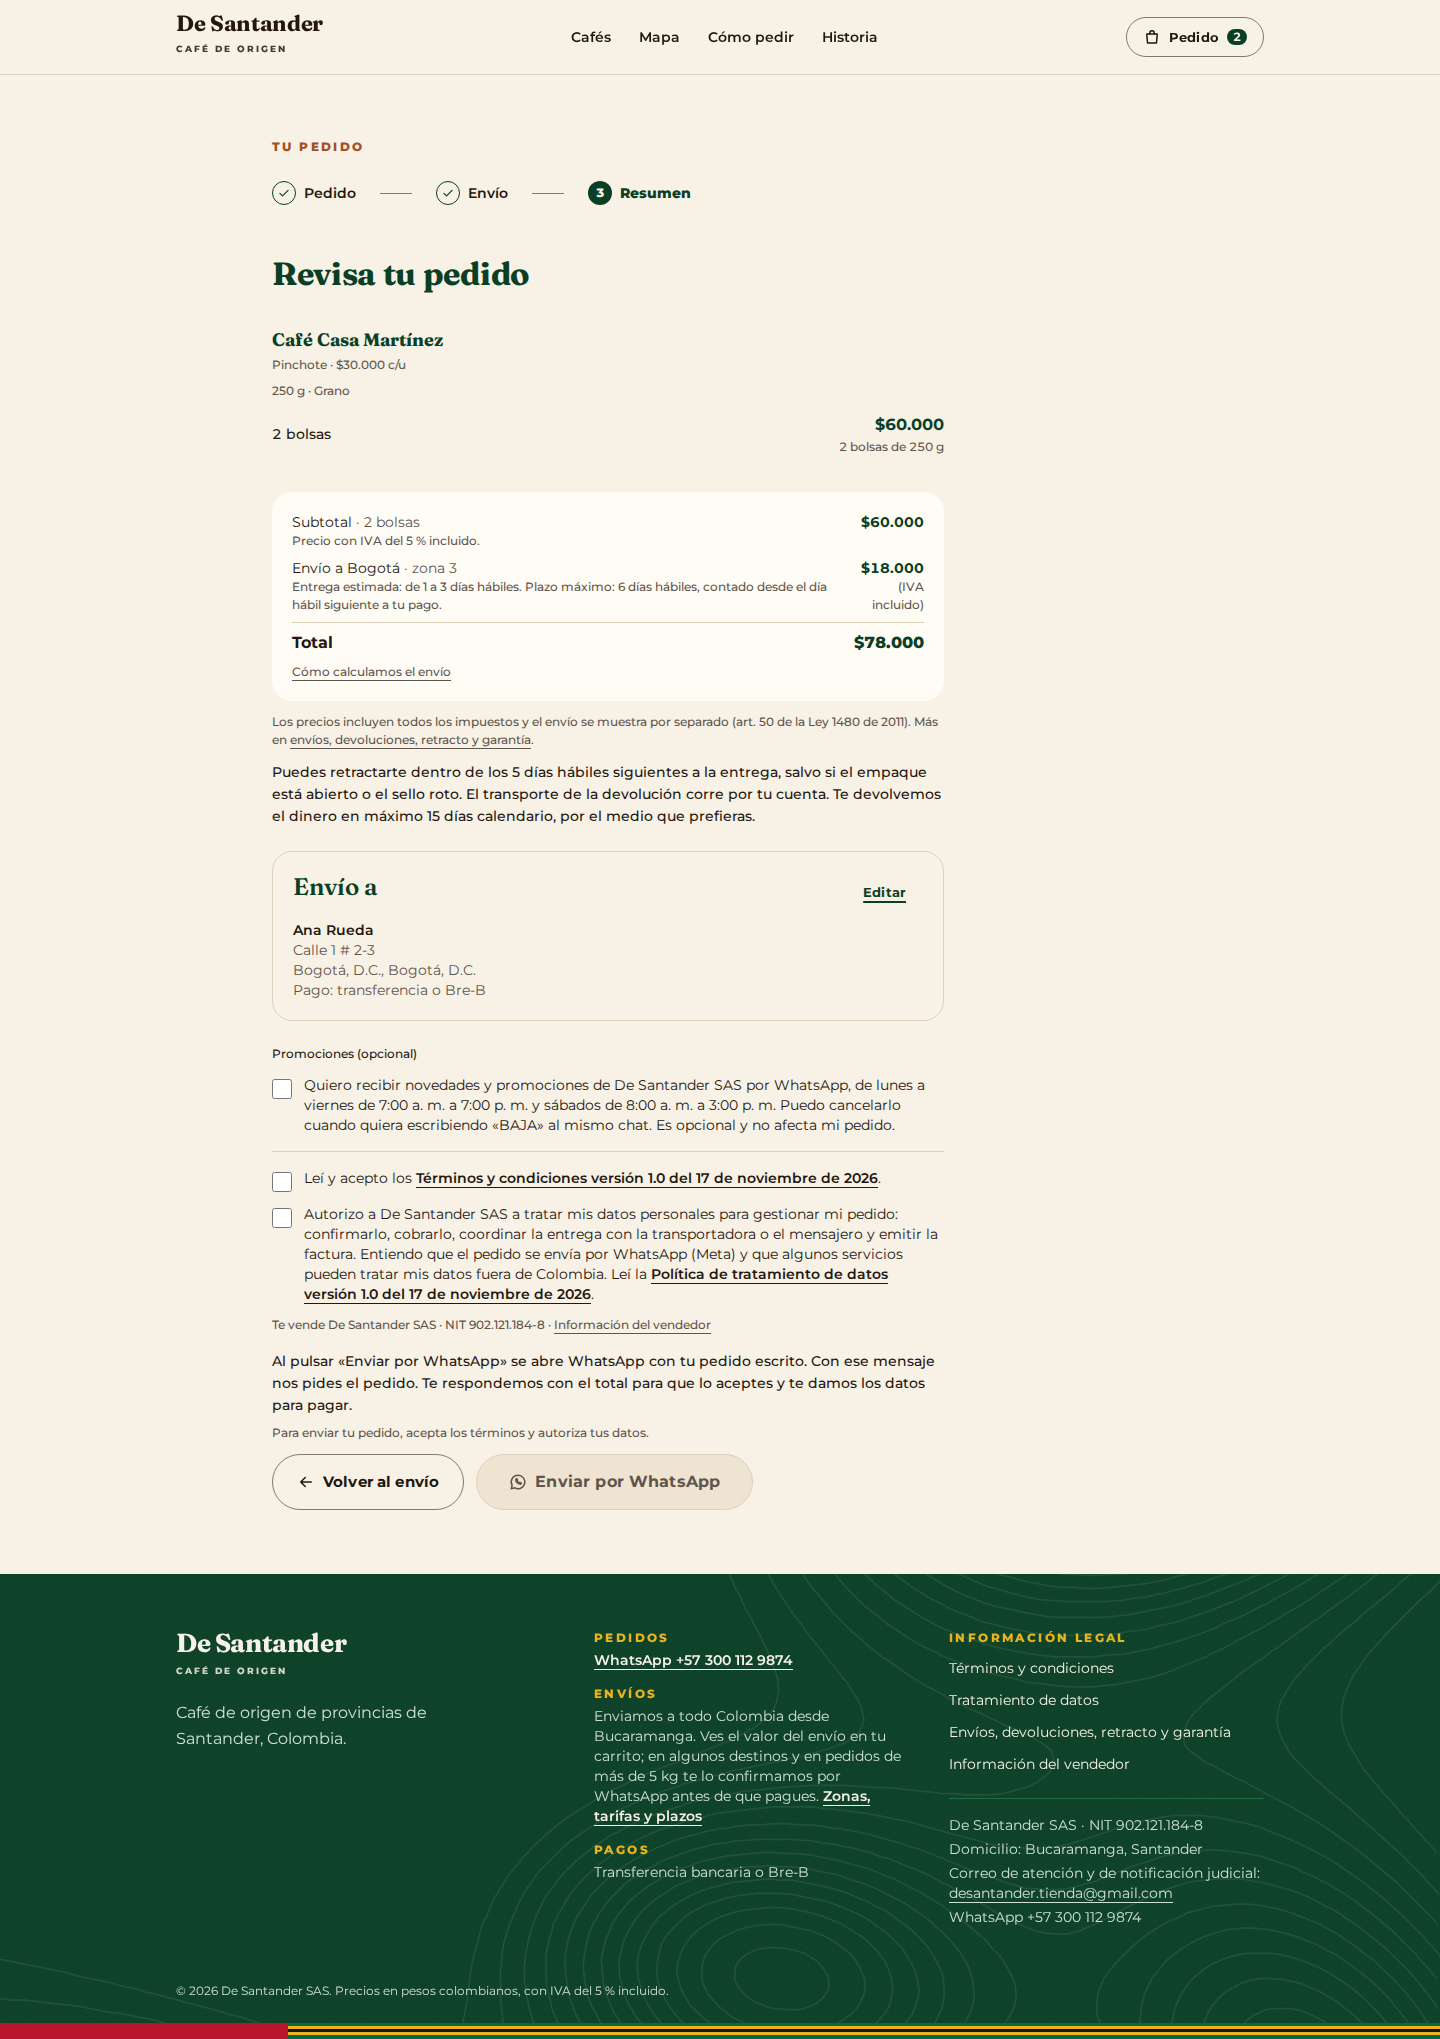 De Santander
CAFÉ DE ORIGEN
Cafés
Mapa
Cómo pedir
Historia
Pedido 2
TU PEDIDO
Pedido
Envío
3 Resumen
Revisa tu pedido
Café Casa Martínez
Pinchote · $30.000 c/u
250 g · Grano
2 bolsas
$60.000
2 bolsas de 250 g
Subtotal · 2 bolsas
$60.000
Precio con IVA del 5 % incluido.
Envío a Bogotá · zona 3
$18.000
Entrega estimada: de 1 a 3 días hábiles. Plazo máximo: 6 días hábiles, contado desde el día
hábil siguiente a tu pago.
(IVA
incluido)
Total
$78.000
Cómo calculamos el envío
Los precios incluyen todos los impuestos y el envío se muestra por separado (art. 50 de la Ley 1480 de 2011). Más
en envíos, devoluciones, retracto y garantía.
Puedes retractarte dentro de los 5 días hábiles siguientes a la entrega, salvo si el empaque
está abierto o el sello roto. El transporte de la devolución corre por tu cuenta. Te devolvemos
el dinero en máximo 15 días calendario, por el medio que prefieras.
Envío a
Editar
Ana Rueda
Calle 1 # 2-3
Bogotá, D.C., Bogotá, D.C.
Pago: transferencia o Bre-B
Promociones (opcional)
Quiero recibir novedades y promociones de De Santander SAS por WhatsApp, de lunes a
viernes de 7:00 a. m. a 7:00 p. m. y sábados de 8:00 a. m. a 3:00 p. m. Puedo cancelarlo
cuando quiera escribiendo «BAJA» al mismo chat. Es opcional y no afecta mi pedido.
Leí y acepto los Términos y condiciones versión 1.0 del 17 de noviembre de 2026.
Autorizo a De Santander SAS a tratar mis datos personales para gestionar mi pedido:
confirmarlo, cobrarlo, coordinar la entrega con la transportadora o el mensajero y emitir la
factura. Entiendo que el pedido se envía por WhatsApp (Meta) y que algunos servicios
pueden tratar mis datos fuera de Colombia. Leí la Política de tratamiento de datos
versión 1.0 del 17 de noviembre de 2026.
Te vende De Santander SAS · NIT 902.121.184-8 · Información del vendedor
Al pulsar «Enviar por WhatsApp» se abre WhatsApp con tu pedido escrito. Con ese mensaje
nos pides el pedido. Te respondemos con el total para que lo aceptes y te damos los datos
para pagar.
Para enviar tu pedido, acepta los términos y autoriza tus datos.
Volver al envío
Enviar por WhatsApp
De Santander
CAFÉ DE ORIGEN
Café de origen de provincias de
Santander, Colombia.
PEDIDOS
WhatsApp +57 300 112 9874
ENVÍOS
Enviamos a todo Colombia desde
Bucaramanga. Ves el valor del envío en tu
carrito; en algunos destinos y en pedidos de
más de 5 kg te lo confirmamos por
WhatsApp antes de que pagues. Zonas,
tarifas y plazos
PAGOS
Transferencia bancaria o Bre-B
INFORMACIÓN LEGAL
Términos y condiciones
Tratamiento de datos
Envíos, devoluciones, retracto y garantía
Información del vendedor
De Santander SAS · NIT 902.121.184-8
Domicilio: Bucaramanga, Santander
Correo de atención y de notificación judicial:
desantander.tienda@gmail.com
WhatsApp +57 300 112 9874
© 2026 De Santander SAS. Precios en pesos colombianos, con IVA del 5 % incluido.